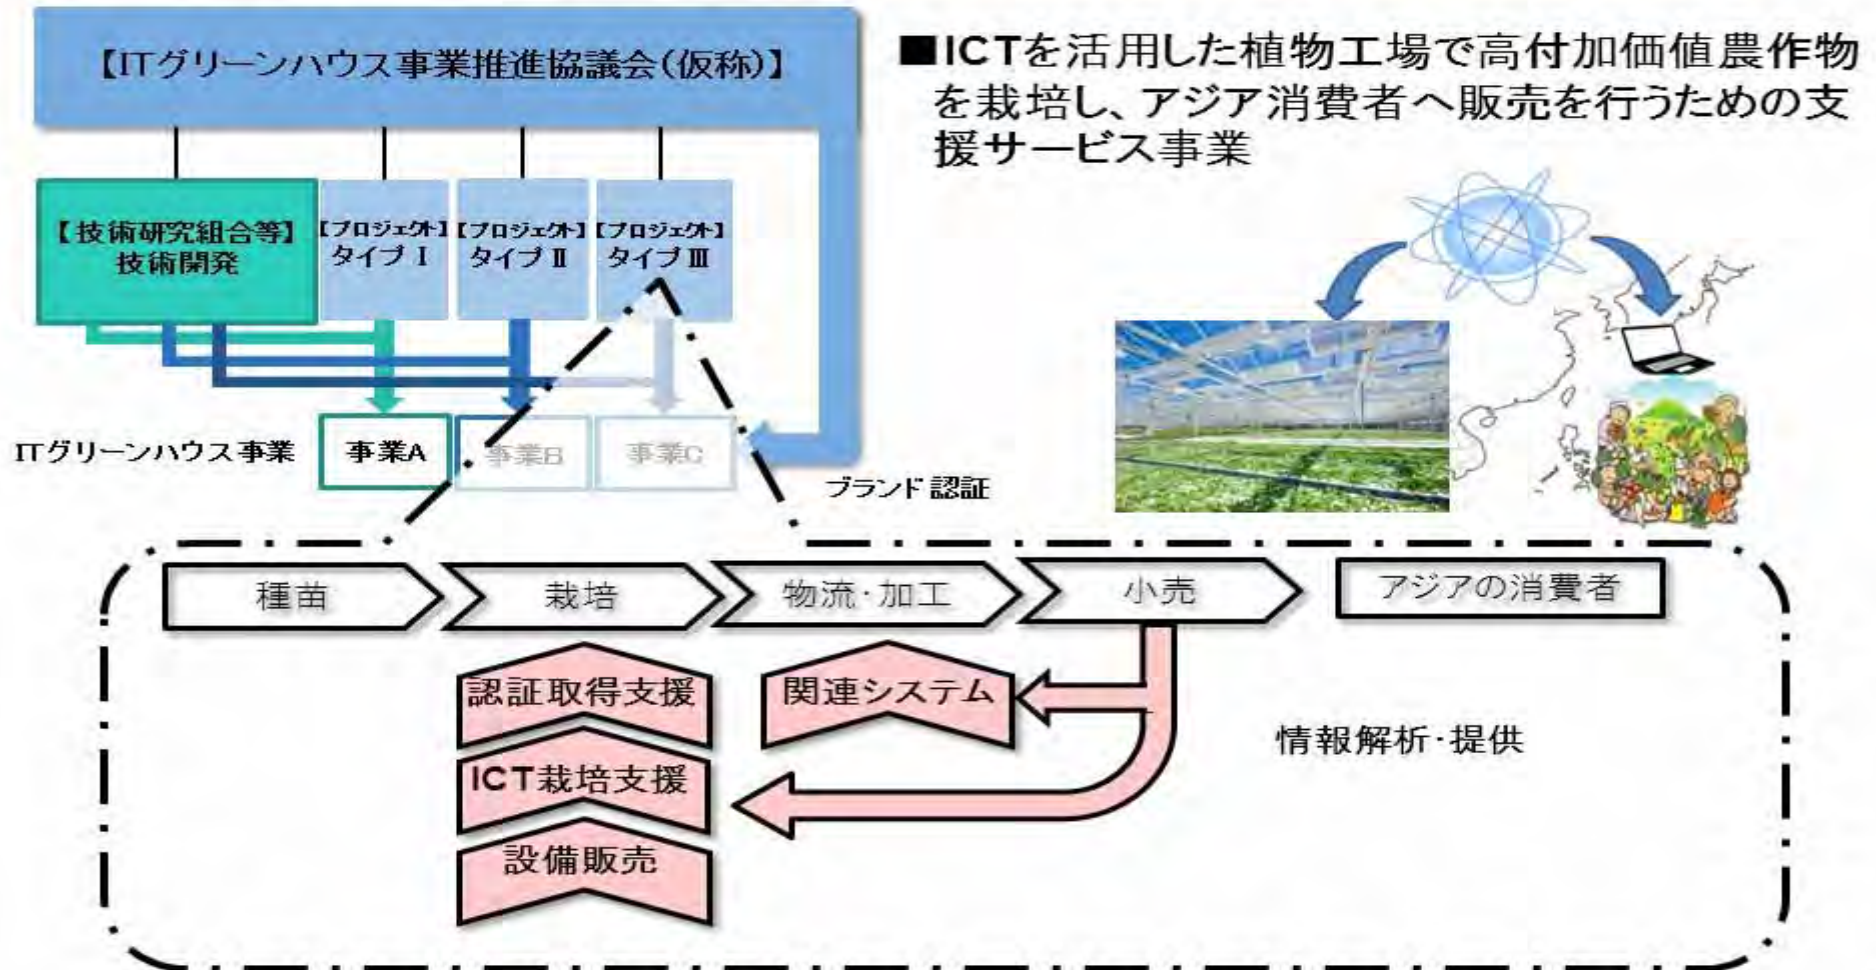 【ITグリーンハウス事業推進協議会(仮称)】
■ICTを活用した植物工場で高付加価値農作物
を栽培し、アジア消費者へ販売を行うための支
援サービス事業
【技術研究組合等】
技術開発
【プロジェクト】
タイプⅠ
【プロジェクト】
タイプⅡ
【プロジェクト】
タイプⅢ
ITグリーンハウス事業
事業A
事業B
事業C
ブランド認証
種苗
栽培
物流・加工
小売
アジアの消費者
認証取得支援
関連システム
情報解析・提供
ICT栽培支援
設備販売